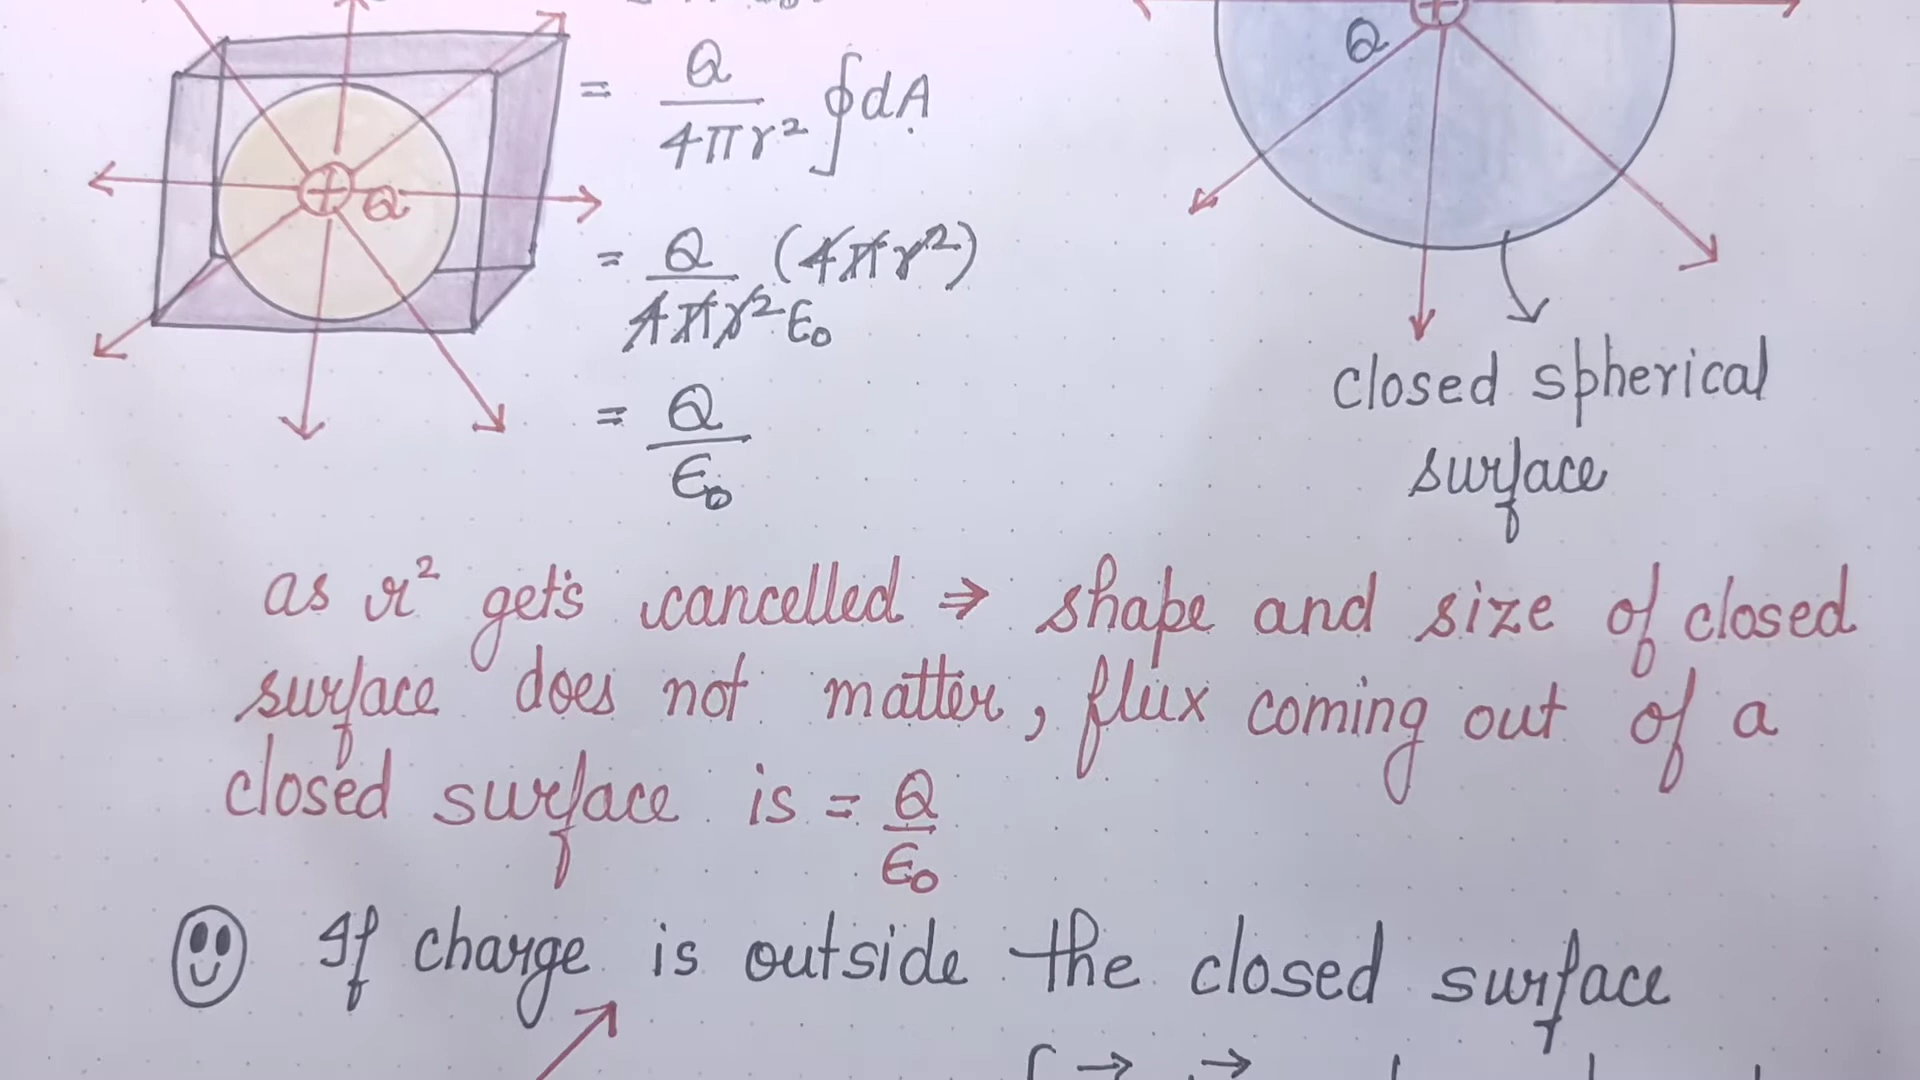 = Q / 4πr² ∮dA
Q
Q
= Q / 4πr²ε₀ (4πr²)
= Q / ε₀
closed spherical
surface
as r² get's cancelled ⇒ shape and size of closed
surface does not matter, flux coming out of a
closed surface is = Q / ε₀
If charge is outside the closed surface